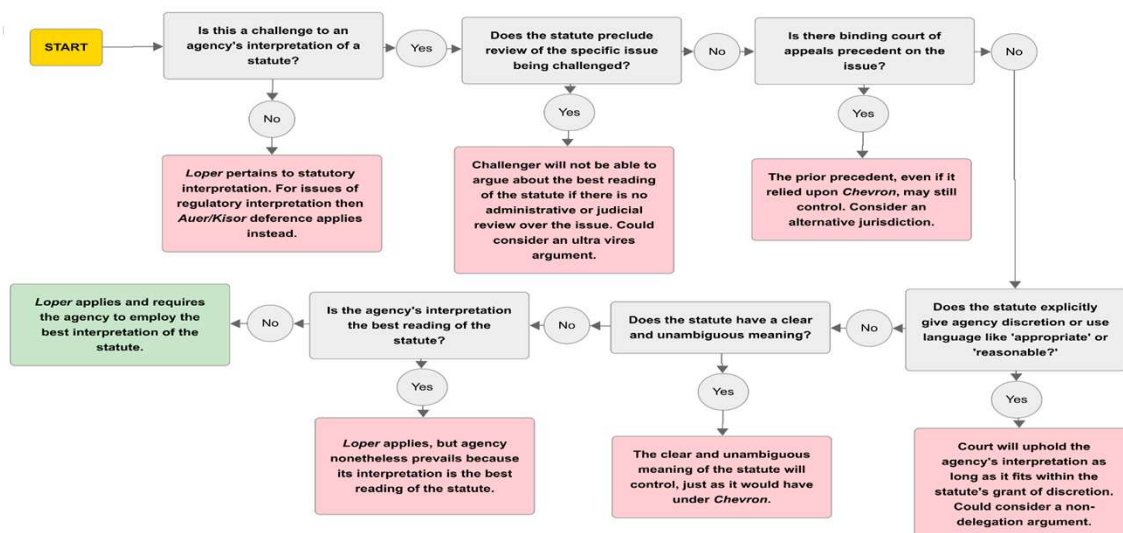 START
Is this a challenge to an
agency's interpretation of a
statute?
Yes
Does the statute preclude
review of the specific issue
being challenged?
No
Is there binding court of
appeals precedent on the
issue?
No
No
Yes
Yes
Loper pertains to statutory
interpretation. For issues of
regulatory interpretation then
Auer/Kisor deference applies
instead.
Challenger will not be able to
argue about the best reading
of the statute if there is no
administrative or judicial
review over the issue. Could
consider an ultra vires
argument.
The prior precedent, even if it
relied upon Chevron, may still
control. Consider an
alternative jurisdiction.
Loper applies and requires
the agency to employ the
best interpretation of the
statute.
No
Is the agency's interpretation
the best reading of the
statute?
No
Does the statute have a clear
and unambiguous meaning?
No
Does the statute explicitly
give agency discretion or use
language like 'appropriate' or
'reasonable?'
Yes
Yes
Yes
Loper applies, but agency
nonetheless prevails because
its interpretation is the best
reading of the statute.
The clear and unambiguous
meaning of the statute will
control, just as it would have
under Chevron.
Court will uphold the
agency's interpretation as
long as it fits within the
statute's grant of discretion.
Could consider a non-
delegation argument.